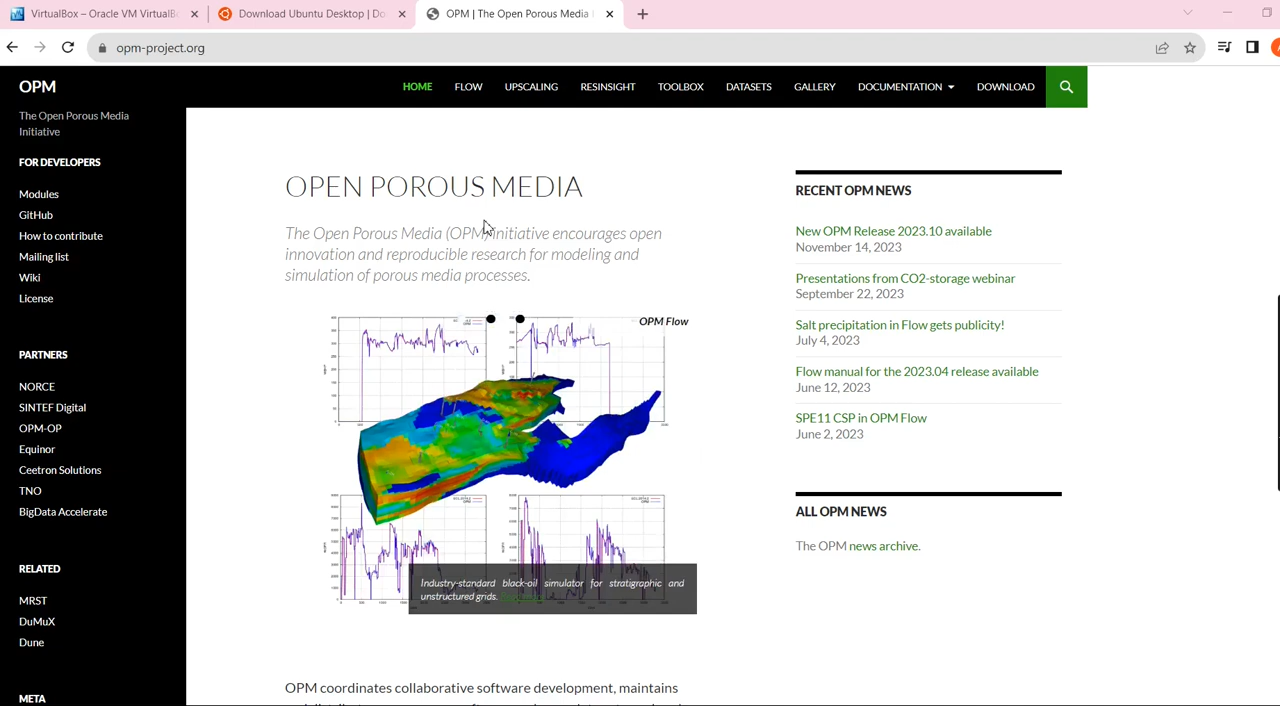 VirtualBox – Oracle VM VirtualB
Download Ubuntu Desktop | Do
OPM | The Open Porous Media
opm-project.org
OPM
HOME
FLOW
UPSCALING
RESINSIGHT
TOOLBOX
DATASETS
GALLERY
DOCUMENTATION
DOWNLOAD
The Open Porous Media
Initiative
FOR DEVELOPERS
Modules
GitHub
How to contribute
Mailing list
Wiki
License
PARTNERS
NORCE
SINTEF Digital
OPM-OP
Equinor
Ceetron Solutions
TNO
BigData Accelerate
RELATED
MRST
DuMuX
Dune
META
OPEN POROUS MEDIA
The Open Porous Media (OPM) initiative encourages open
innovation and reproducible research for modeling and
simulation of porous media processes.
OPM Flow
Industry-standard black-oil simulator for stratigraphic and
unstructured grids.
OPM coordinates collaborative software development, maintains
RECENT OPM NEWS
New OPM Release 2023.10 available
November 14, 2023
Presentations from CO2-storage webinar
September 22, 2023
Salt precipitation in Flow gets publicity!
July 4, 2023
Flow manual for the 2023.04 release available
June 12, 2023
SPE11 CSP in OPM Flow
June 2, 2023
ALL OPM NEWS
The OPM news archive.